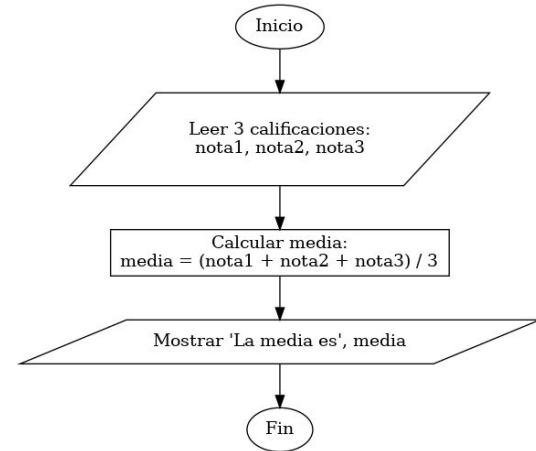 Inicio
Leer 3 calificaciones:
nota1, nota2, nota3
Calcular media:
media = (nota1 + nota2 + nota3) / 3
Mostrar 'La media es', media
Fin